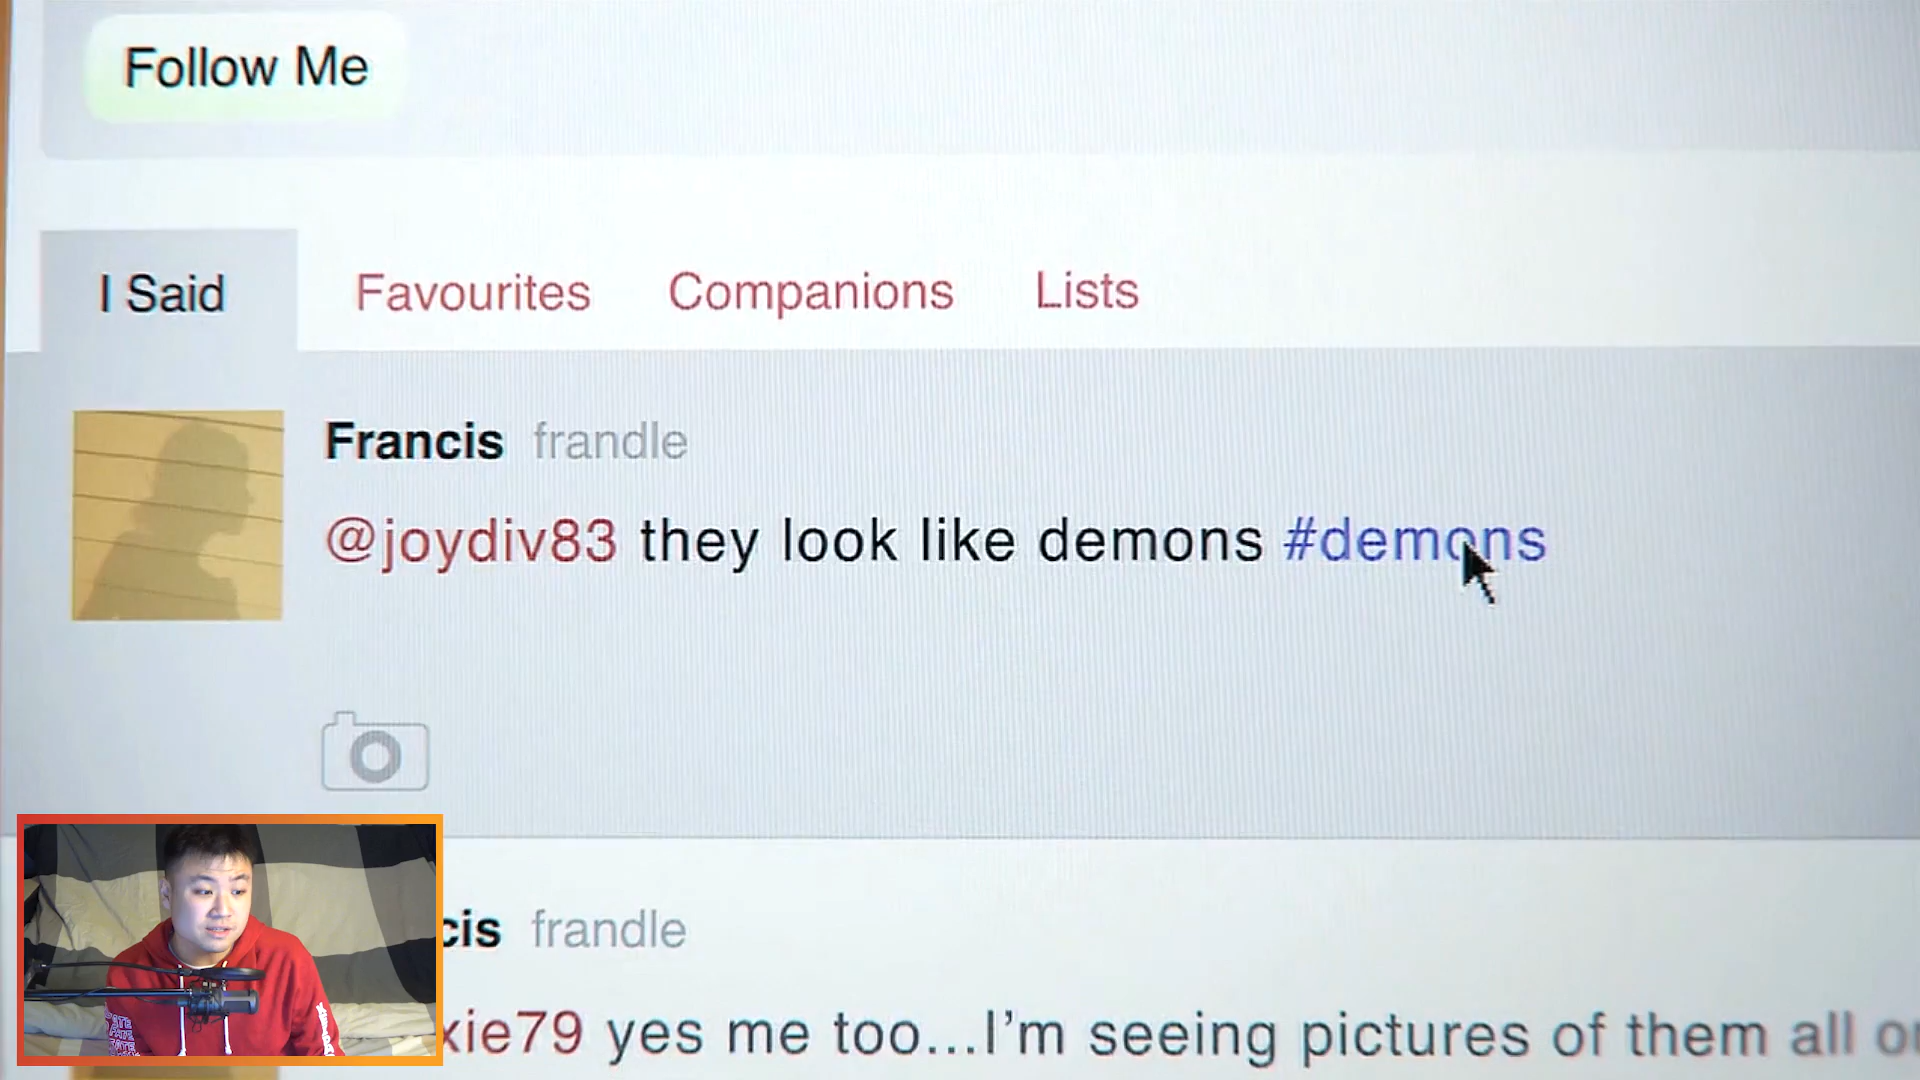 Follow Me
I Said Favourites Companions Lists
Francis frandle
@joydiv83 they look like demons #demons
cis frandle
xie79 yes me too...I'm seeing pictures of them all